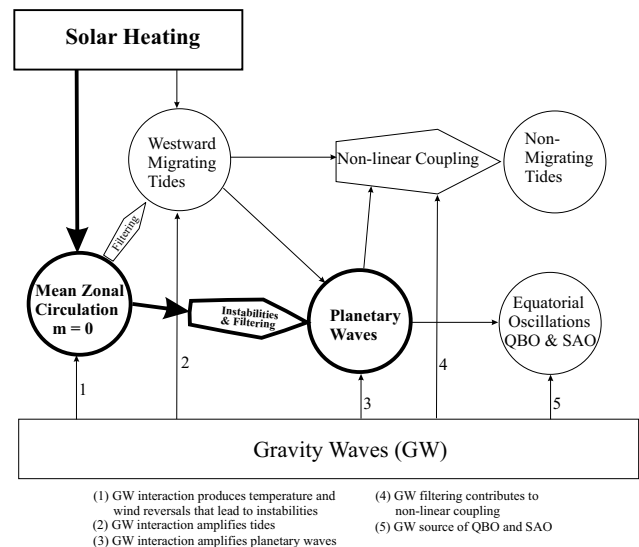 Solar Heating
Westward
Migrating
Tides
Non-linear Coupling
Non-
Migrating
Tides
Filtering
Mean Zonal
Circulation
m = 0
Instabilities
& Filtering
Planetary
Waves
Equatorial
Oscillations
QBO & SAO
1
2
3
4
5
Gravity Waves (GW)
(1) GW interaction produces temperature and
wind reversals that lead to instabilities
(2) GW interaction amplifies tides
(3) GW interaction amplifies planetary waves
(4) GW filtering contributes to
non-linear coupling
(5) GW source of QBO and SAO